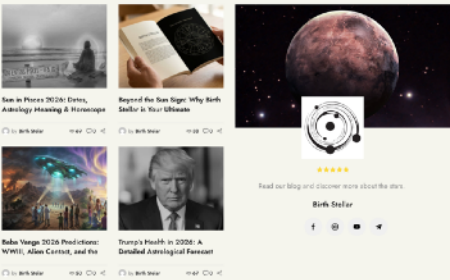 Sun in Pisces 2026: Dates,
Astrology Meaning & Horoscope
by Birth Stellar
Beyond the Sun Sign: Why Birth
Stellar is Your Ultimate
by Birth Stellar
Baba Vanga 2026 Predictions:
WWIII, Alien Contact, and the
by Birth Stellar
Trump's Health in 2026: A
Detailed Astrological Forecast
by Birth Stellar
Read our blog and discover more about the stars.
Birth Stellar